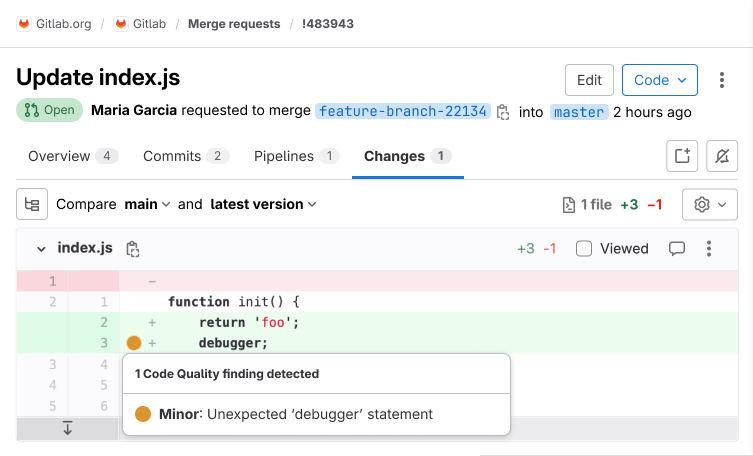 Gitlab.org / Gitlab / Merge requests / !483943
Update index.js
Edit
Code
Open Maria Garcia requested to merge feature-branch-22134 into master 2 hours ago
Overview 4 Commits 2 Pipelines 1 Changes 1
Compare main and latest version 1 file +3 −1
index.js +3 -1 Viewed
1 −
2 1 function init() {
2 + return 'foo';
3 + debugger;
3 4
4 5
5 6
1 Code Quality finding detected
Minor: Unexpected ‘debugger’ statement